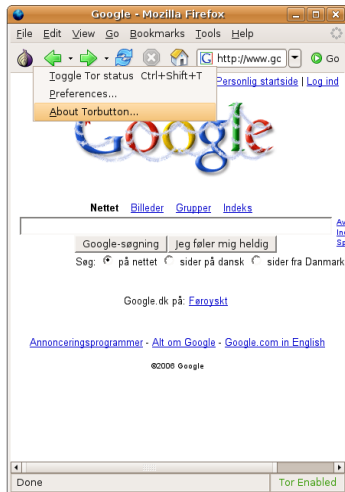 Google - Mozilla Firefox
File Edit View Go Bookmarks Tools Help
G http://www.gc Go
Toggle Tor status Ctrl+Shift+T
Preferences...
About Torbutton...
Personlig startside | Log ind
Google
Nettet Billeder Grupper Indeks
Google-søgning Jeg føler mig heldig
Søg: på nettet sider på dansk sider fra Danmark
Google.dk på: Føroyskt
Annonceringsprogrammer - Alt om Google - Google.com in English
©2006 Google
Done Tor Enabled